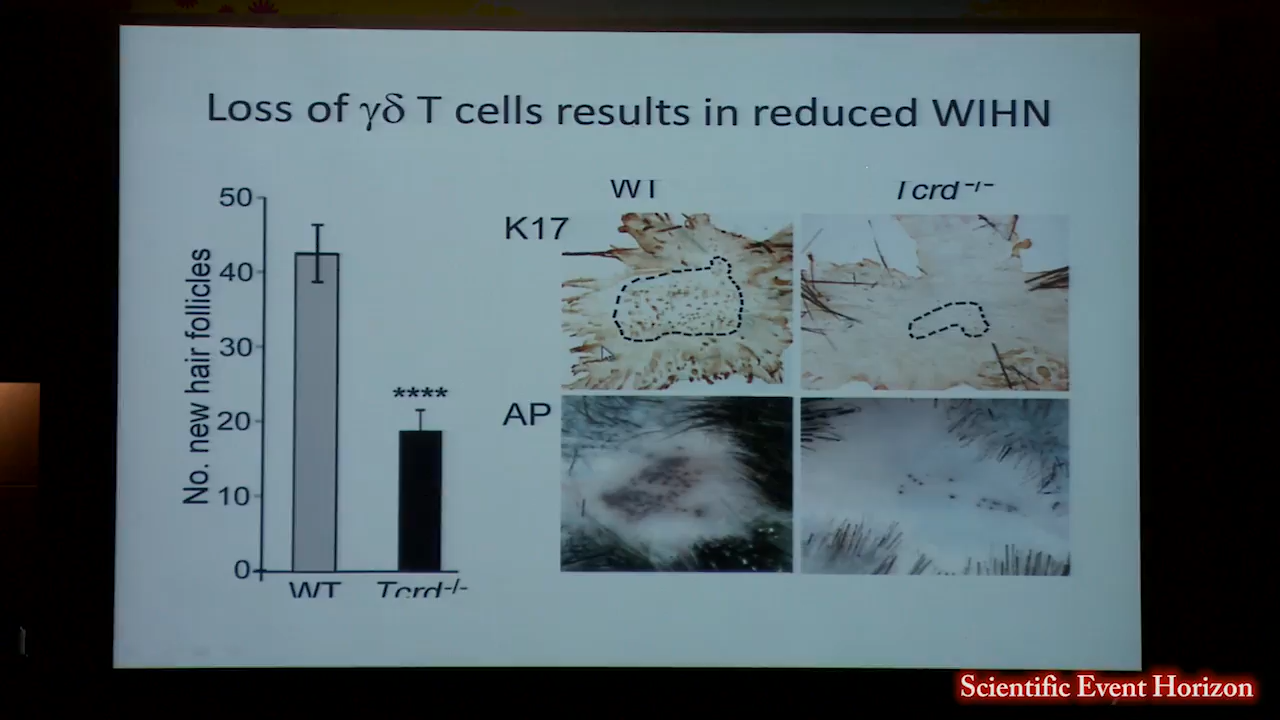 Loss of γδ T cells results in reduced WIHN
50
40
30
20
10
0
No. new hair follicles
****
WT
Tcrd-/-
WT
Tcrd-/-
K17
AP
Scientific Event Horizon